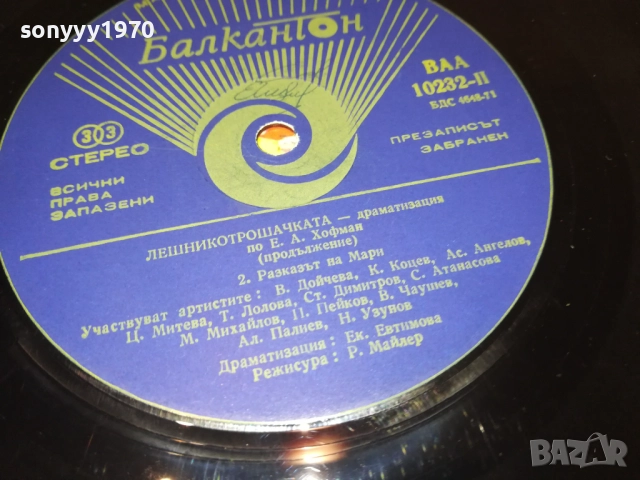 sonyyy1970
Балкантон
ВАА
10232-II
БДС 4848-71
33
СТЕРЕО
ПРЕЗАПИСЪТ
ЗАБРАНЕН
ВСИЧНИ
ПРАВА
ЗАПАЗЕНИ
ЛЕШНИКОТРОШАЧКАТА — драматизация
по Е. А. Хофман
(продължение)
2. Разказът на Мари
Участвуват артистите: В. Дойчева, К. Коцев, Ас. Ангелов,
Ц. Митева, Т. Лолова, Ст. Димитров, С. Атанасова
М. Михайлов, П. Пейков, В. Чаушев,
Ал. Палиев, Н. Узунов
Драматизация: Ек. Евтимова
Режисура: Р. Майлер
BAZAR